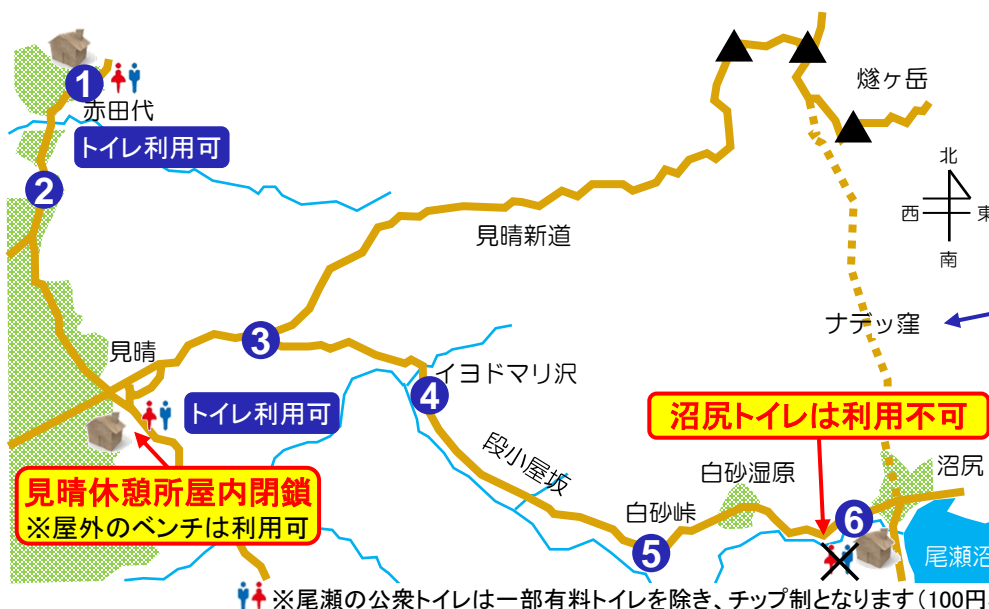 1
赤田代
トイレ利用可
2
燧ヶ岳
北
西
東
南
見晴新道
ナデッ窪
3
見晴
イヨドマリ沢
4
トイレ利用可
沼尻トイレは利用不可
段小屋坂
白砂湿原
沼尻
見晴休憩所屋内閉鎖
※屋外のベンチは利用可
白砂峠
5
6
尾瀬沼
※尾瀬の公衆トイレは一部有料トイレを除き、チップ制となります(100円